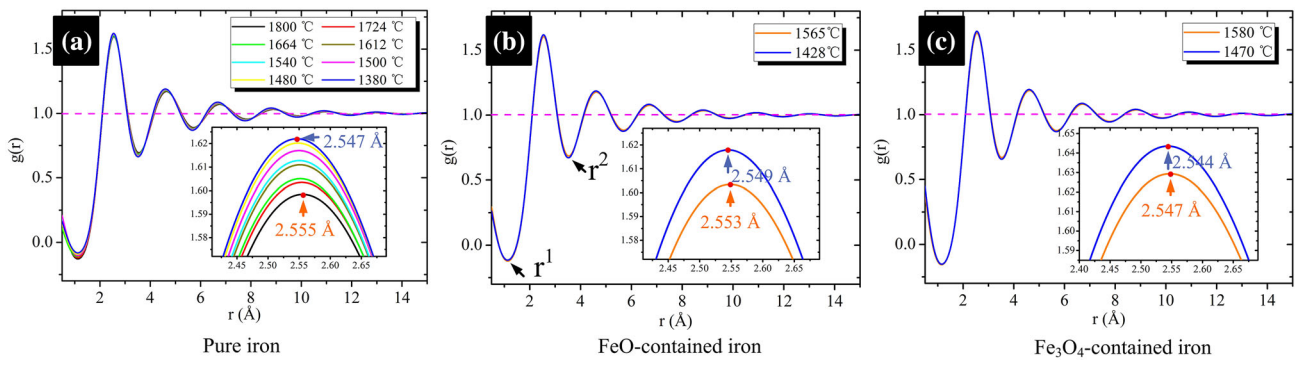 (a)
1800 ℃ 1724 ℃
1664 ℃ 1612 ℃
1540 ℃ 1500 ℃
1480 ℃ 1380 ℃
g(r)
1.5
1.0
0.5
0.0
1.62
1.61
1.60
1.59
1.58
2.547 Å
2.555 Å
2.45 2.50 2.55 2.60 2.65
2 4 6 8 10 12 14
r (Å)
Pure iron
(b)
1565℃
1428℃
g(r)
1.5
1.0
0.5
0.0
r²
r¹
1.62
1.61
1.60
1.59
1.58
2.549 Å
2.553 Å
2.45 2.50 2.55 2.60 2.65
2 4 6 8 10 12 14
r (Å)
FeO-contained iron
(c)
1580 ℃
1470 ℃
g(r)
1.5
1.0
0.5
0.0
1.65
1.64
1.63
1.62
1.61
1.60
1.59
2.544 Å
2.547 Å
2.40 2.45 2.50 2.55 2.60 2.65
2 4 6 8 10 12 14
r (Å)
Fe₃O₄-contained iron